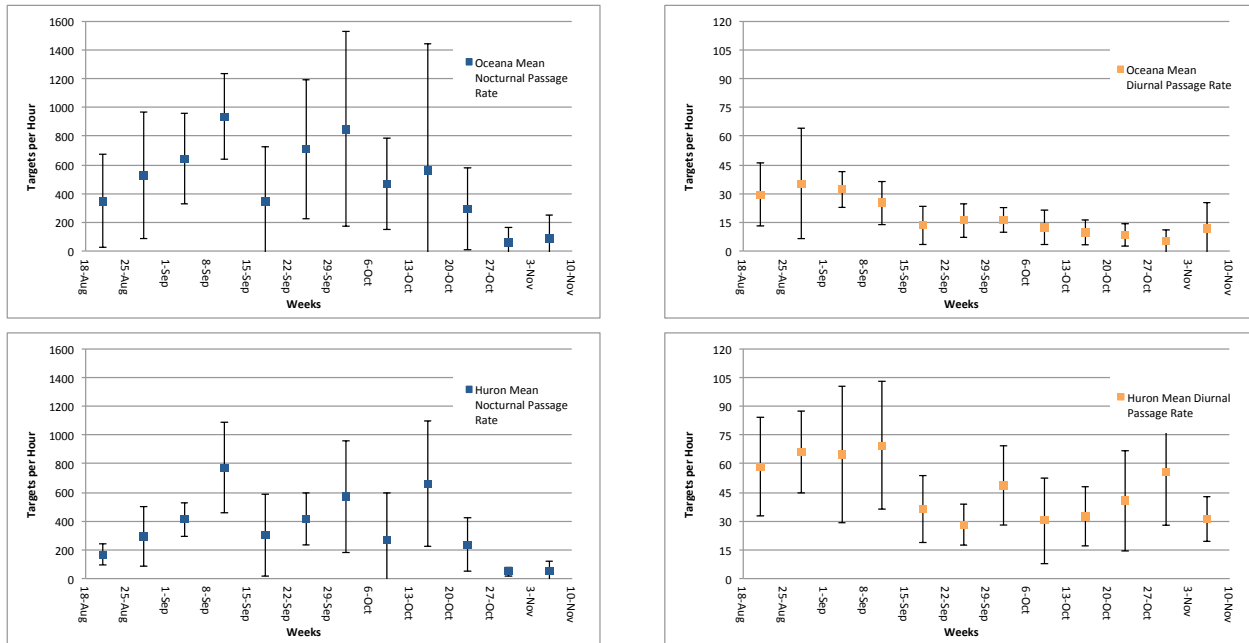 1600
1400
1200
1000
800
600
400
200
0
Targets per Hour
18-Aug
25-Aug
1-Sep
8-Sep
15-Sep
22-Sep
29-Sep
6-Oct
13-Oct
20-Oct
27-Oct
3-Nov
10-Nov
Weeks
Oceana Mean
Nocturnal Passage
Rate
120
105
90
75
60
45
30
15
0
Targets per Hour
18-Aug
25-Aug
1-Sep
8-Sep
15-Sep
22-Sep
29-Sep
6-Oct
13-Oct
20-Oct
27-Oct
3-Nov
10-Nov
Weeks
Oceana Mean
Diurnal Passage Rate
1600
1400
1200
1000
800
600
400
200
0
Targets per Hour
18-Aug
25-Aug
1-Sep
8-Sep
15-Sep
22-Sep
29-Sep
6-Oct
13-Oct
20-Oct
27-Oct
3-Nov
10-Nov
Weeks
Huron Mean
Nocturnal Passage
Rate
120
105
90
75
60
45
30
15
0
Targets per Hour
18-Aug
25-Aug
1-Sep
8-Sep
15-Sep
22-Sep
29-Sep
6-Oct
13-Oct
20-Oct
27-Oct
3-Nov
10-Nov
Weeks
Huron Mean Diurnal
Passage Rate